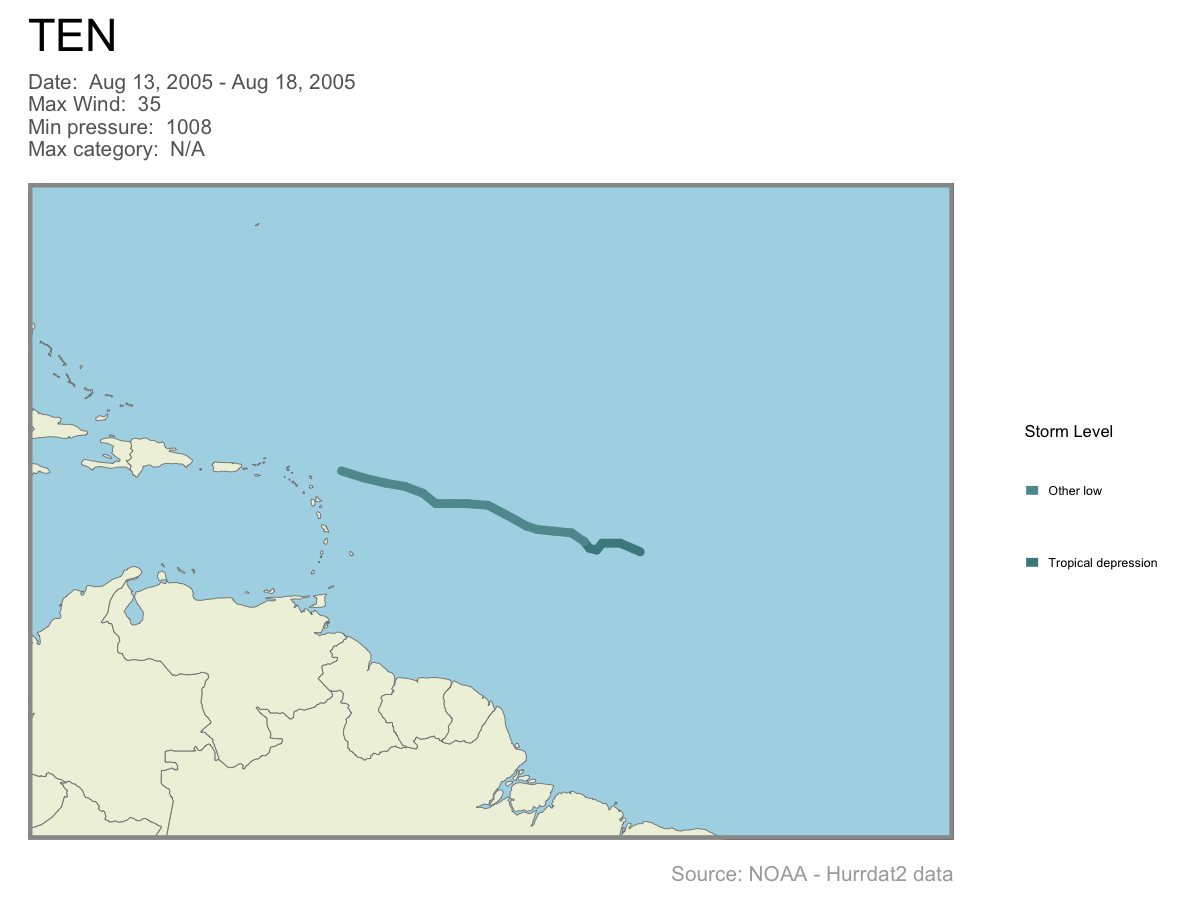 TEN
Date:  Aug 13, 2005 - Aug 18, 2005
Max Wind:  35
Min pressure:  1008
Max category:  N/A
Storm Level
Other low
Tropical depression
Source: NOAA - Hurrdat2 data